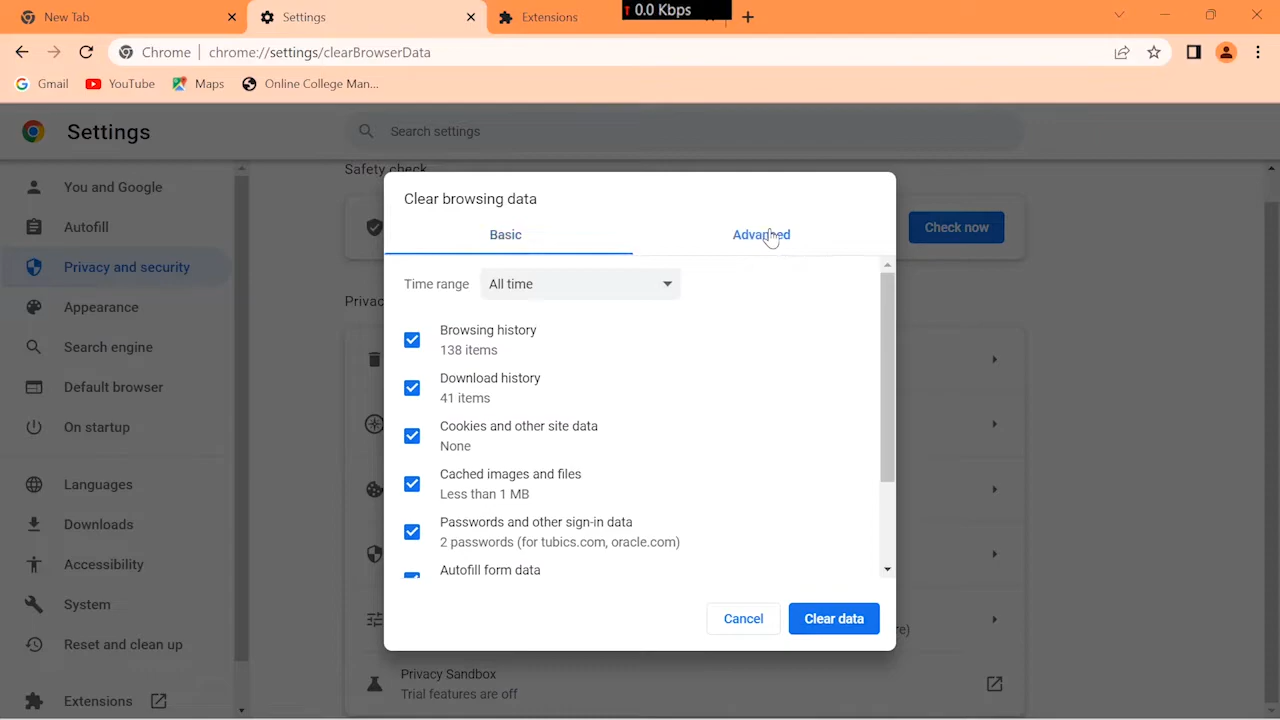 New Tab
Settings
Extensions
0.0 Kbps
Chrome
chrome://settings/clearBrowserData
Gmail
YouTube
Maps
Online College Man...
Settings
Search settings
You and Google
Autofill
Privacy and security
Appearance
Search engine
Default browser
On startup
Languages
Downloads
Accessibility
System
Reset and clean up
Extensions
Safety check
Check now
Clear browsing data
Basic
Advanced
Time range
All time
Browsing history
138 items
Download history
41 items
Cookies and other site data
None
Cached images and files
Less than 1 MB
Passwords and other sign-in data
2 passwords (for tubics.com, oracle.com)
Autofill form data
Cancel
Clear data
Privacy Sandbox
Trial features are off